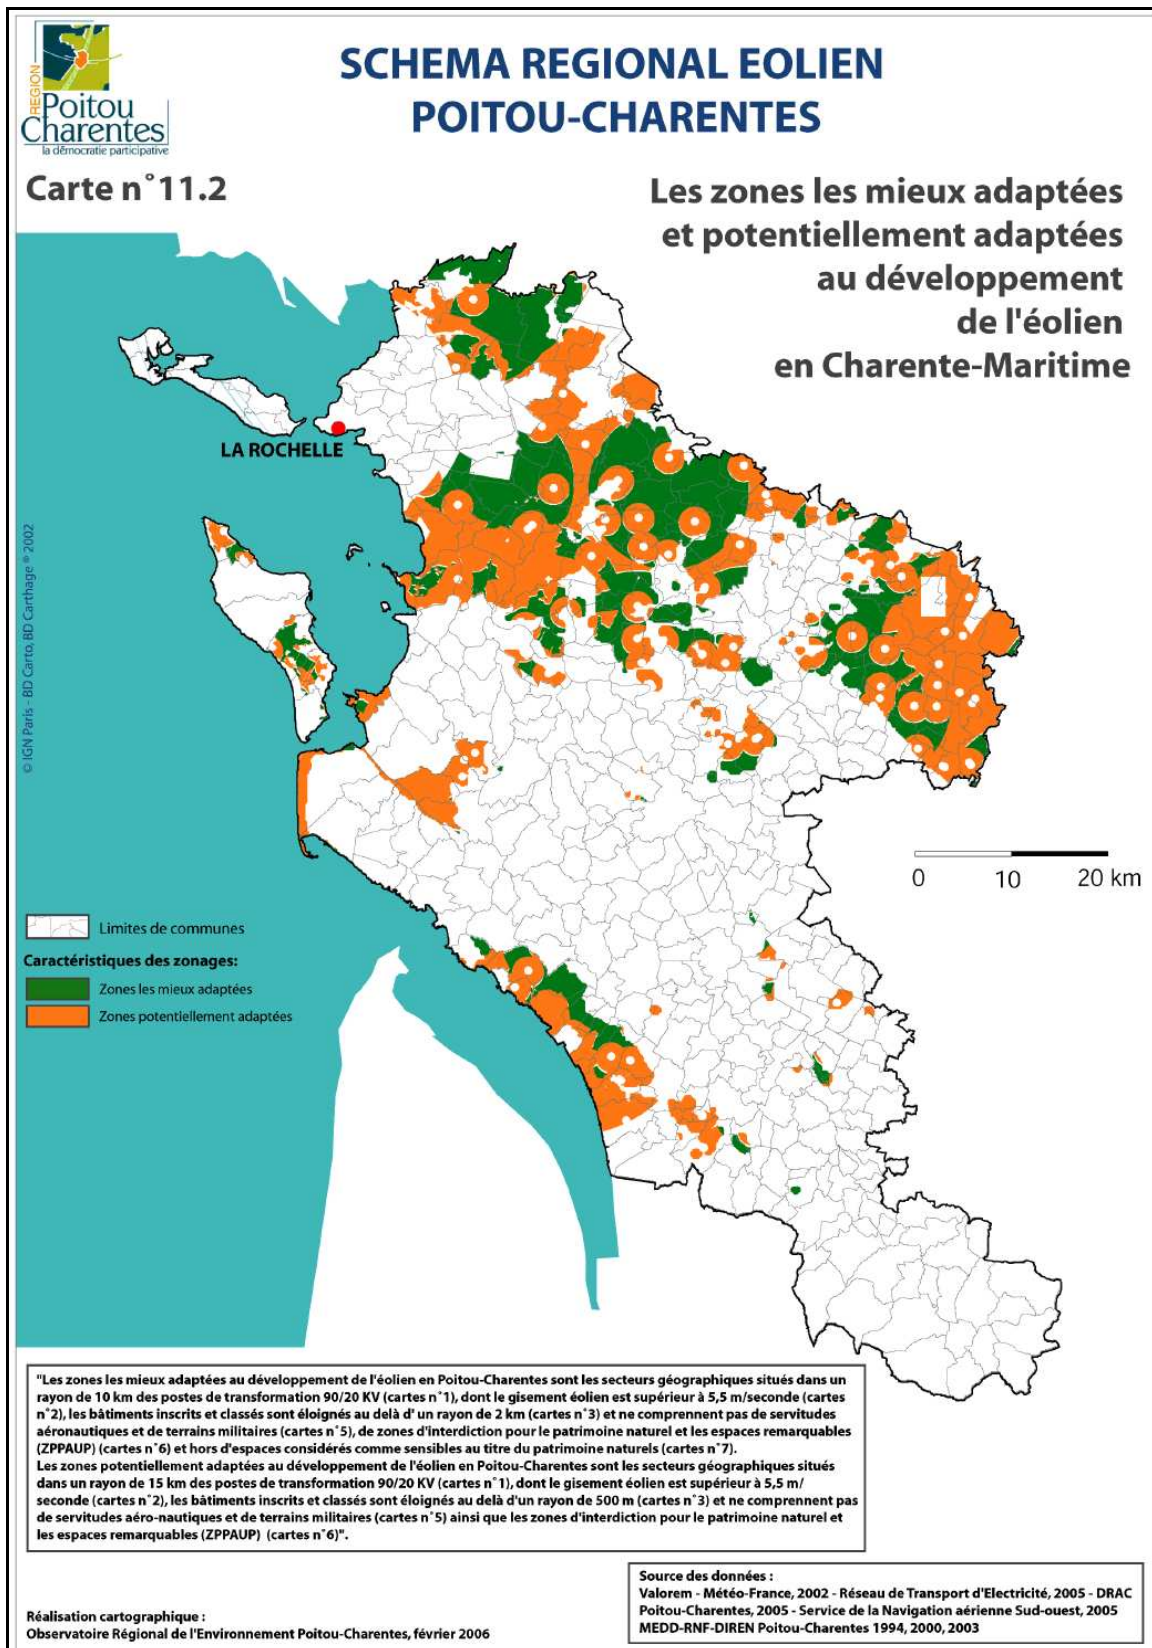 REGION
Poitou
Charentes
la démocratie participative
SCHEMA REGIONAL EOLIEN
POITOU-CHARENTES
Carte n°11.2
Les zones les mieux adaptées
et potentiellement adaptées
au développement
de l'éolien
en Charente-Maritime
LA ROCHELLE
© IGN Paris - BD Carto, BD Carthage ® 2002
0 10 20 km
Limites de communes
Caractéristiques des zonages:
Zones les mieux adaptées
Zones potentiellement adaptées
"Les zones les mieux adaptées au développement de l'éolien en Poitou-Charentes sont les secteurs géographiques situés dans un
rayon de 10 km des postes de transformation 90/20 KV (cartes n°1), dont le gisement éolien est supérieur à 5,5 m/seconde (cartes
n°2), les bâtiments inscrits et classés sont éloignés au delà d' un rayon de 2 km (cartes n°3) et ne comprennent pas de servitudes
aéronautiques et de terrains militaires (cartes n°5), de zones d'interdiction pour le patrimoine naturel et les espaces remarquables
(ZPPAUP) (cartes n°6) et hors d'espaces considérés comme sensibles au titre du patrimoine naturels (cartes n°7).
Les zones potentiellement adaptées au développement de l'éolien en Poitou-Charentes sont les secteurs géographiques situés
dans un rayon de 15 km des postes de transformation 90/20 KV (cartes n°1), dont le gisement éolien est supérieur à 5,5 m/
seconde (cartes n°2), les bâtiments inscrits et classés sont éloignés au delà d'un rayon de 500 m (cartes n°3) et ne comprennent pas
de servitudes aéro-nautiques et de terrains militaires (cartes n°5) ainsi que les zones d'interdiction pour le patrimoine naturel et
les espaces remarquables (ZPPAUP) (cartes n°6)".
Réalisation cartographique :
Observatoire Régional de l'Environnement Poitou-Charentes, février 2006
Source des données :
Valorem - Météo-France, 2002 - Réseau de Transport d'Electricité, 2005 - DRAC
Poitou-Charentes, 2005 - Service de la Navigation aérienne Sud-ouest, 2005
MEDD-RNF-DIREN Poitou-Charentes 1994, 2000, 2003